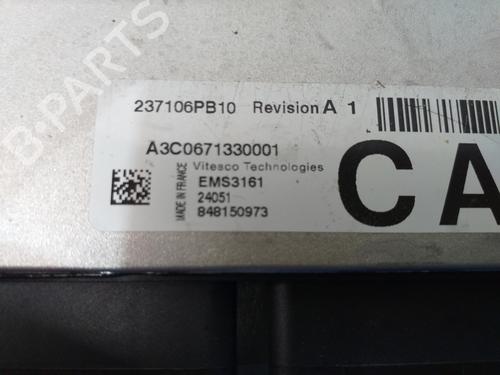 B-PARTS
237106PB10 Revision A 1
A3C0671330001
Vitesco Technologies
EMS3161
24051
848150973
MADE IN FRANCE
CA